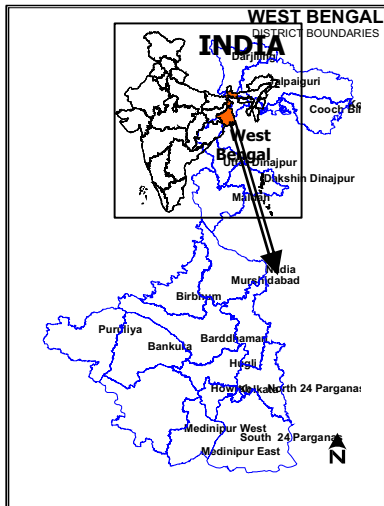 WEST BENGAL
DISTRICT BOUNDARIES
INDIA
Darjiling
Jalpaiguri
Cooch Bih
West
Bengal
Uttar Dinajpur
Dakshin Dinajpur
Maldah
Nadia
Murshidabad
Birbhum
Puruliya
Barddhaman
Bankura
Hugli
Howrah
Kolkata
North 24 Parganas
Medinipur West
South 24 Parganas
Medinipur East
N